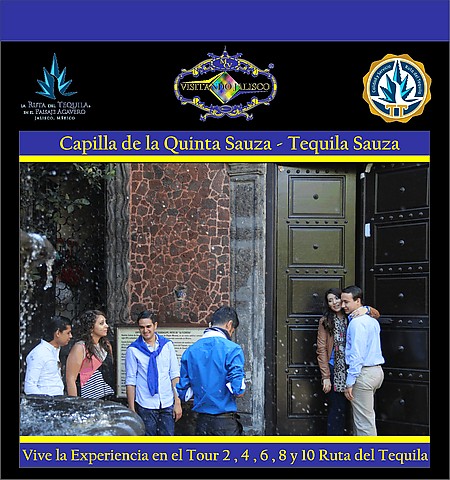 LA RUTA DEL TEQUILA
EN EL PAISAJE AGAVERO
JALISCO, MÉXICO
VISITANDO JALISCO
Capilla de la Quinta Sauza - Tequila Sauza
Vive la Experiencia en el Tour 2 , 4 , 6 , 8 y 10 Ruta del Tequila